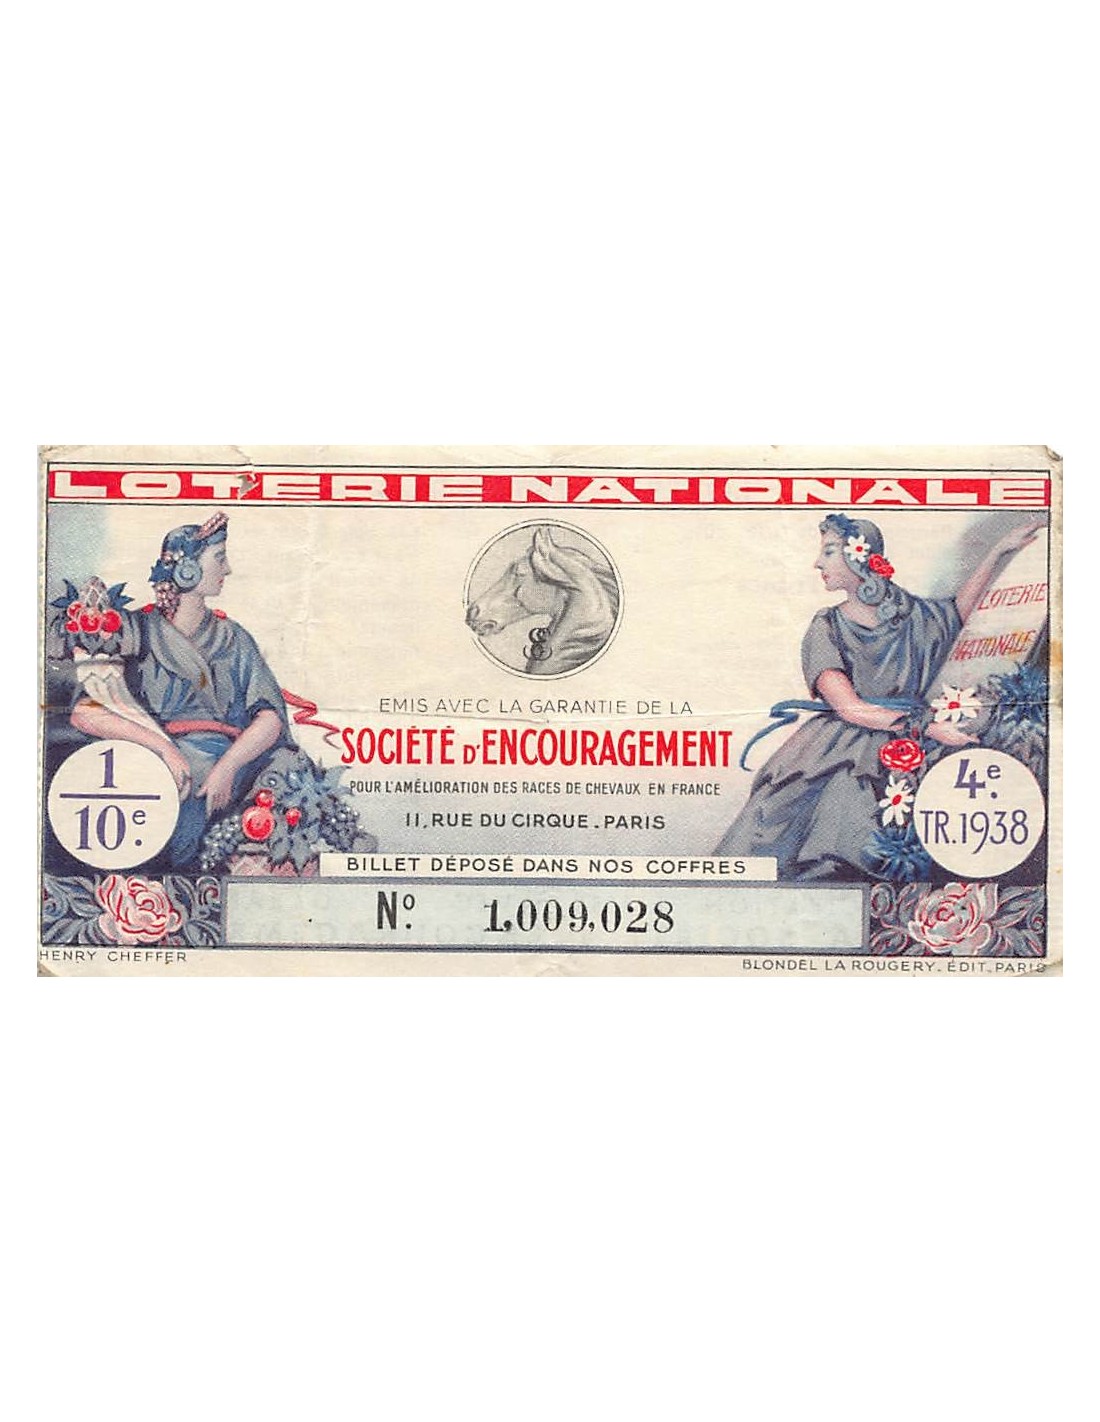 LOTERIE NATIONALE
LOTERIE
NATIONALE
EMIS AVEC LA GARANTIE DE LA
SOCIÉTÉ D'ENCOURAGEMENT
POUR L'AMÉLIORATION DES RACES DE CHEVAUX EN FRANCE
11, RUE DU CIRQUE . PARIS
1
10e.
4e.
TR. 1938
BILLET DÉPOSÉ DANS NOS COFFRES
No. 1,009,028
HENRY CHEFFER
BLONDEL LA ROUGERY. ÉDIT. PARIS